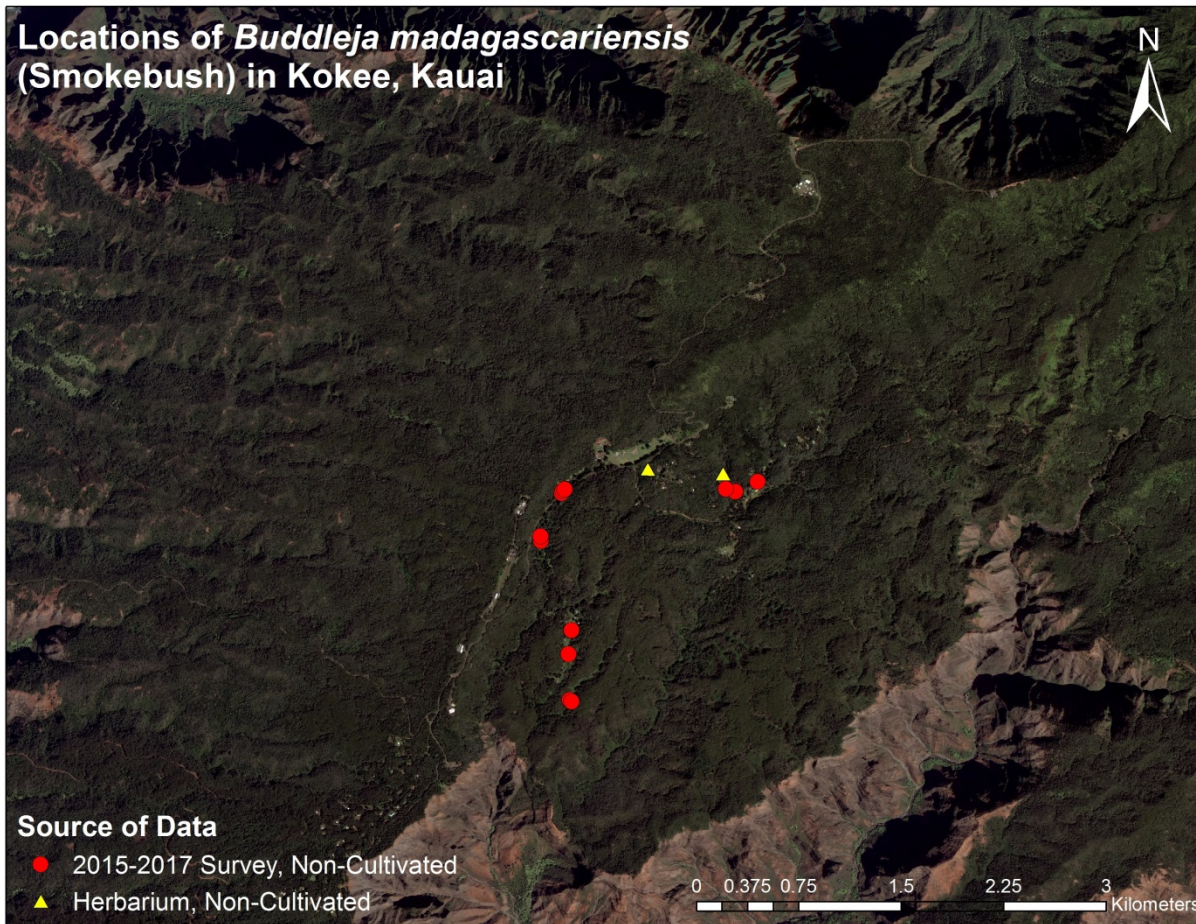 Locations of Buddleja madagascariensis
(Smokebush) in Kokee, Kauai
N
Source of Data
2015-2017 Survey, Non-Cultivated
Herbarium, Non-Cultivated
0 0.375 0.75 1.5 2.25 3
Kilometers